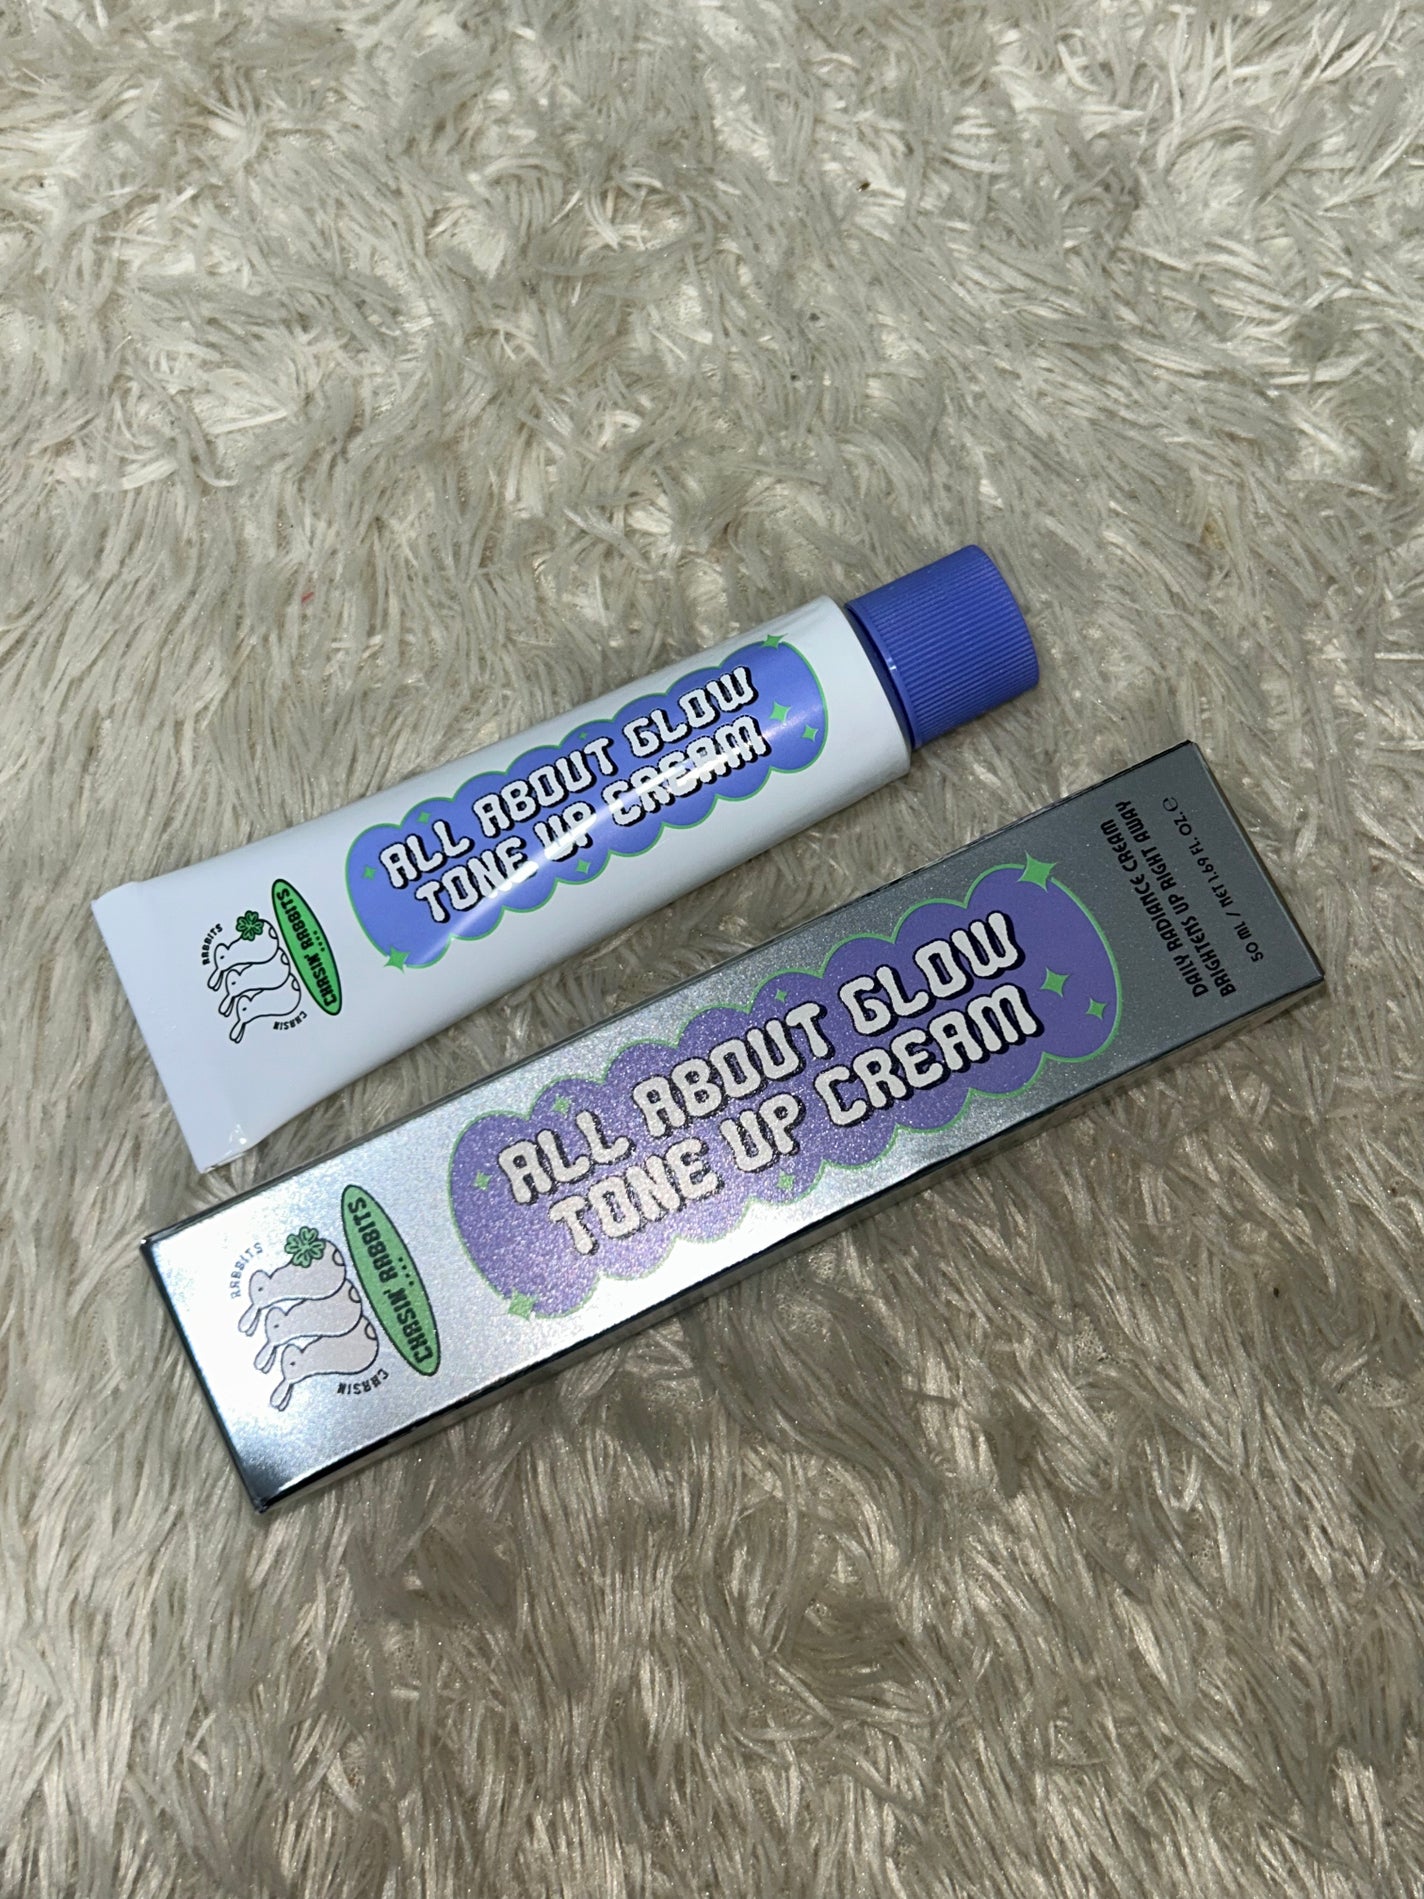 ALL ABOUT GLOW
TONE UP CREAM
RABBITS
CHASIN
CHASIN' RABBITS
ALL ABOUT GLOW
TONE UP CREAM
RABBITS
CHASIN
CHASIN' RABBITS
DAILY RADIANCE CREAM
BRIGHTENS UP RIGHT AWAY
50 ML / NET 1.69 FL. OZ ℮